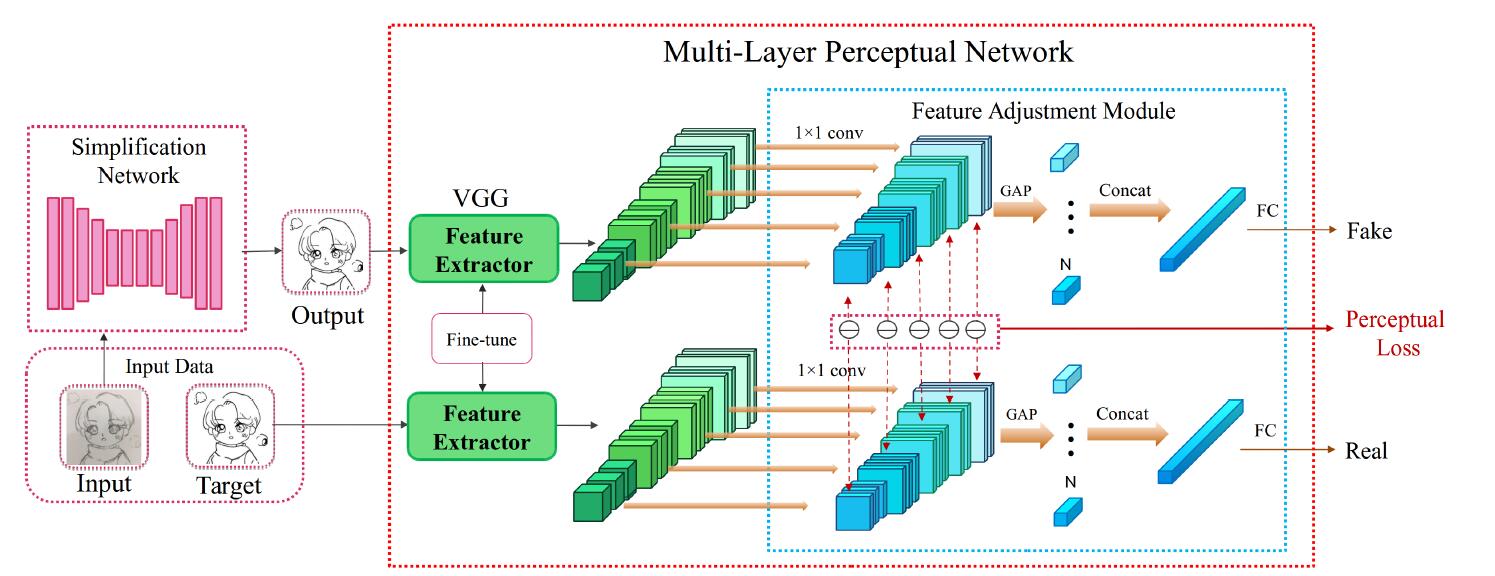 Multi-Layer Perceptual Network
Feature Adjustment Module
Simplification
Network
Output
Input Data
Input
Target
VGG
Feature
Extractor
Fine-tune
Feature
Extractor
1×1 conv
GAP
N
Concat
FC
Fake
Perceptual
Loss
1×1 conv
GAP
N
Concat
FC
Real